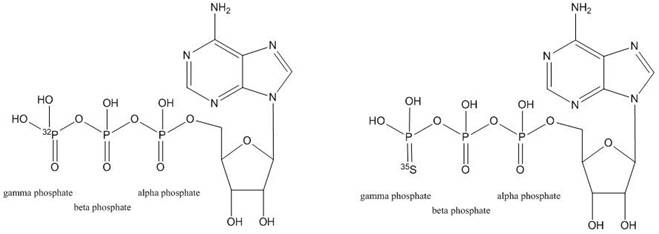 NH₂
N N
N N
HO OH OH
HO ³²P O P O P O O
O O O
gamma phosphate alpha phosphate
beta phosphate
OH OH
NH₂
N N
N N
OH OH OH
HO P O P O P O O
³⁵S O O
gamma phosphate alpha phosphate
beta phosphate
OH OH